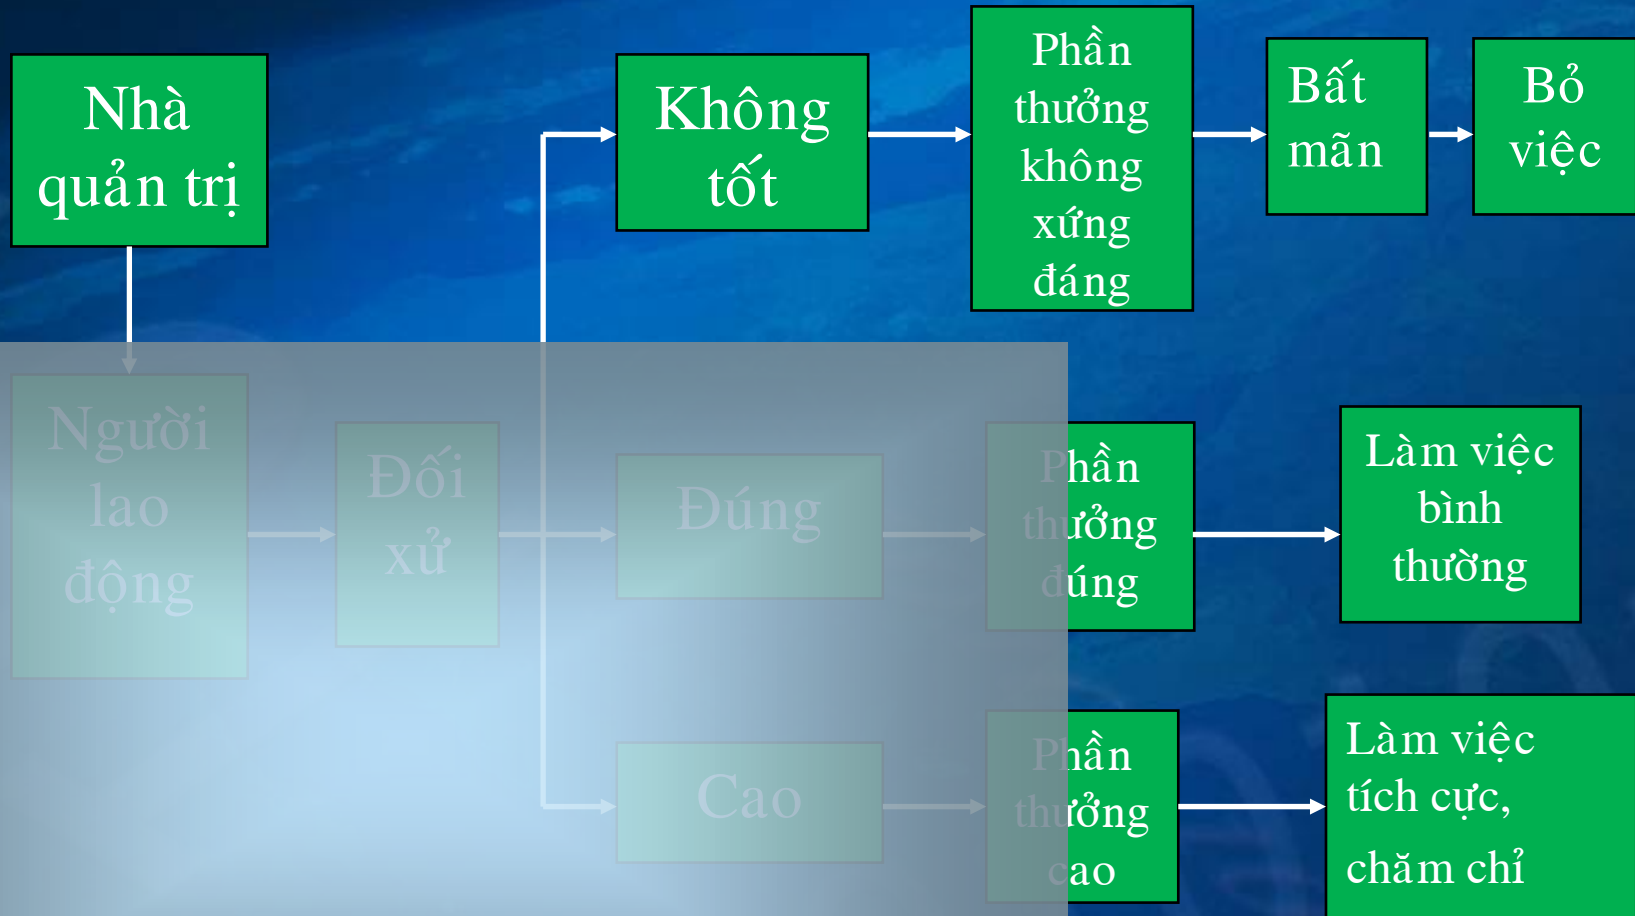 Nhà
quản trị
Không
tốt
Phần
thưởng
không
xứng
đáng
Bất
mãn
Bỏ
việc
Người
lao
động
Đối
xử
Đúng
Phần
thưởng
đúng
Làm việc
bình
thường
Cao
Phần
thưởng
cao
Làm việc
tích cực,
chăm chỉ